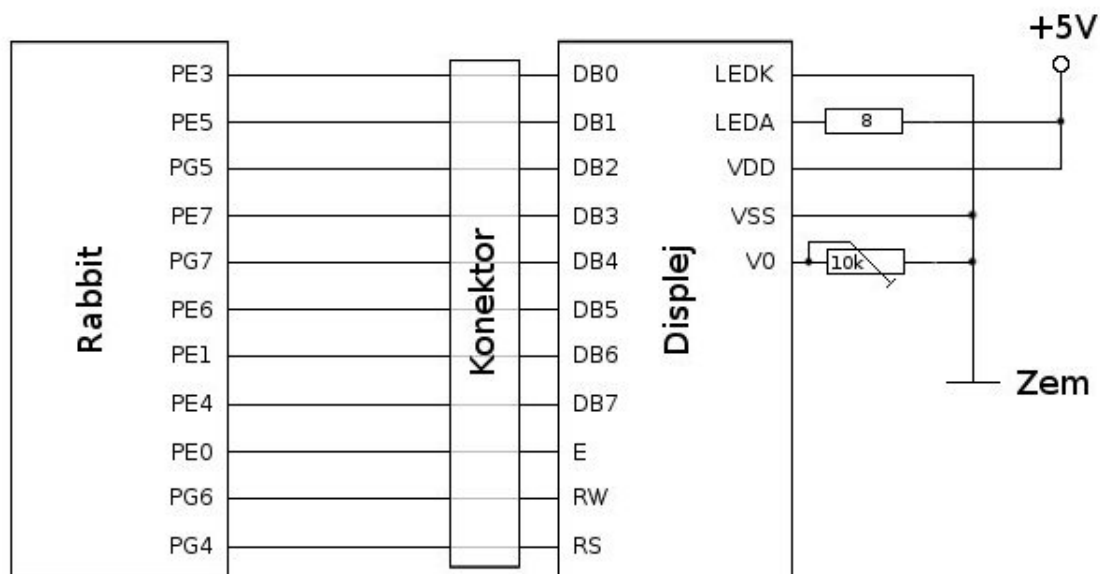 +5V
PE3 DB0 LEDK
PE5 DB1 LEDA 8
PG5 DB2 VDD
PE7 DB3 VSS
PG7 DB4 V0 10k
PE6 DB5
PE1 DB6
PE4 DB7
PE0 E
PG6 RW
PG4 RS
Rabbit
Konektor
Displej
Zem